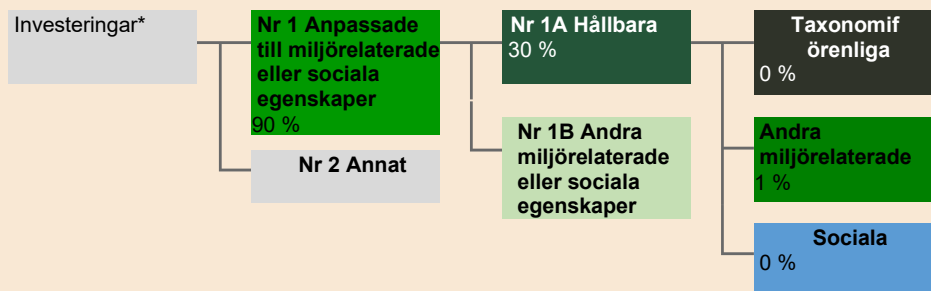 Investeringar*
Nr 1 Anpassade
till miljörelaterade
eller sociala
egenskaper
90 %
Nr 2 Annat
Nr 1A Hållbara
30 %
Nr 1B Andra
miljörelaterade
eller sociala
egenskaper
Taxonomif
örenliga
0 %
Andra
miljörelaterade
1 %
Sociala
0 %